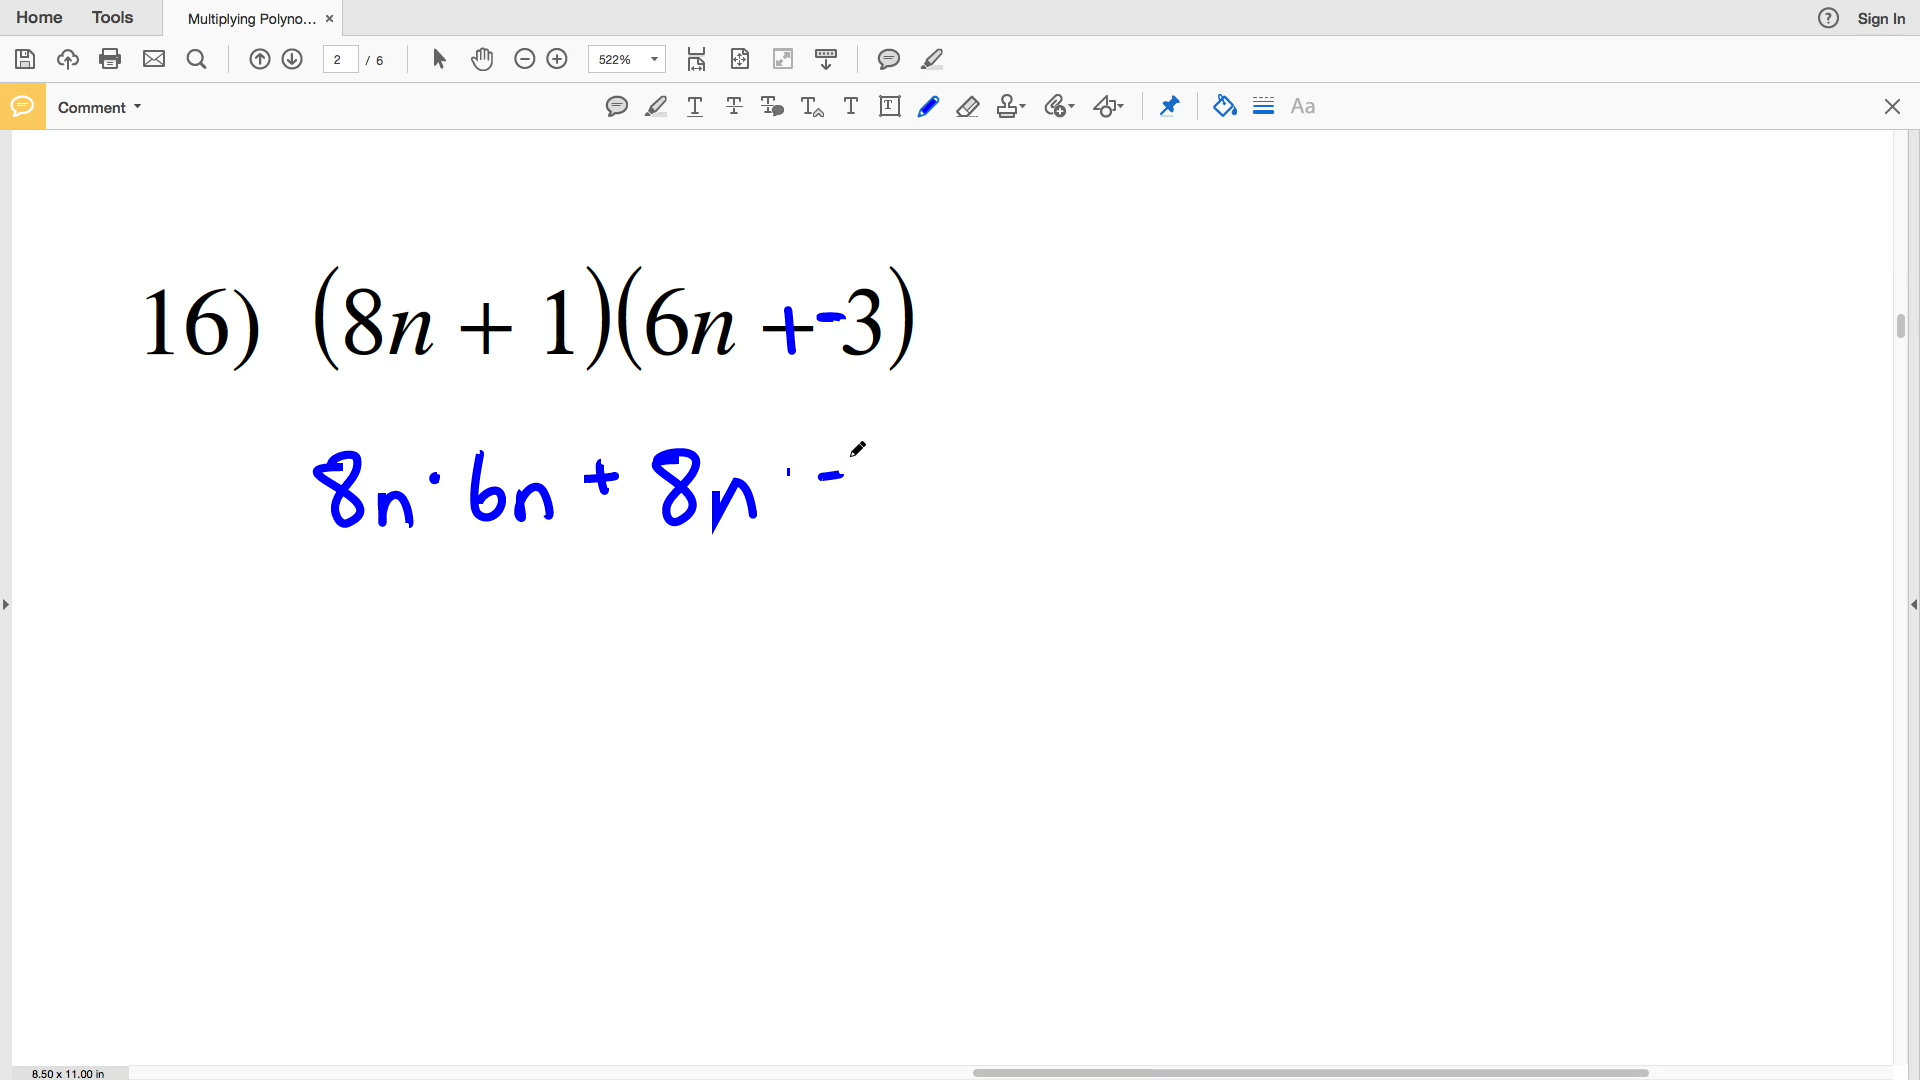 Home Tools Multiplying Polyno... × ? Sign In
2 / 6 522%
Comment Aa
16) (8n + 1)(6n + -3)
8n · 6n + 8n · -
8.50 x 11.00 in